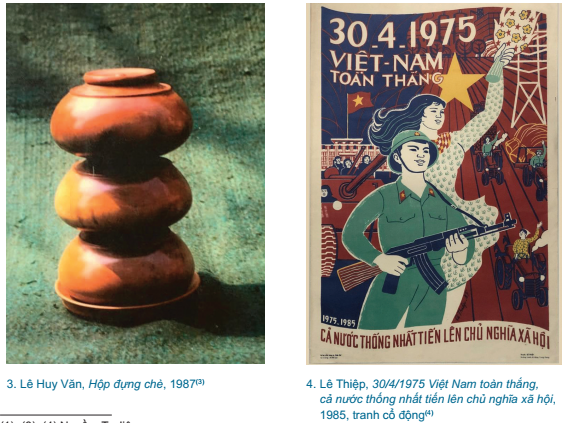 30.4.1975
VIỆT-NAM
TOÀN THẮNG
1975.1985
CẢ NƯỚC THỐNG NHẤT TIẾN LÊN CHỦ NGHĨA XÃ HỘI
3. Lê Huy Văn, Hộp đựng chè, 1987(3)
4. Lê Thiệp, 30/4/1975 Việt Nam toàn thắng,
cả nước thống nhất tiến lên chủ nghĩa xã hội,
1985, tranh cổ động(4)